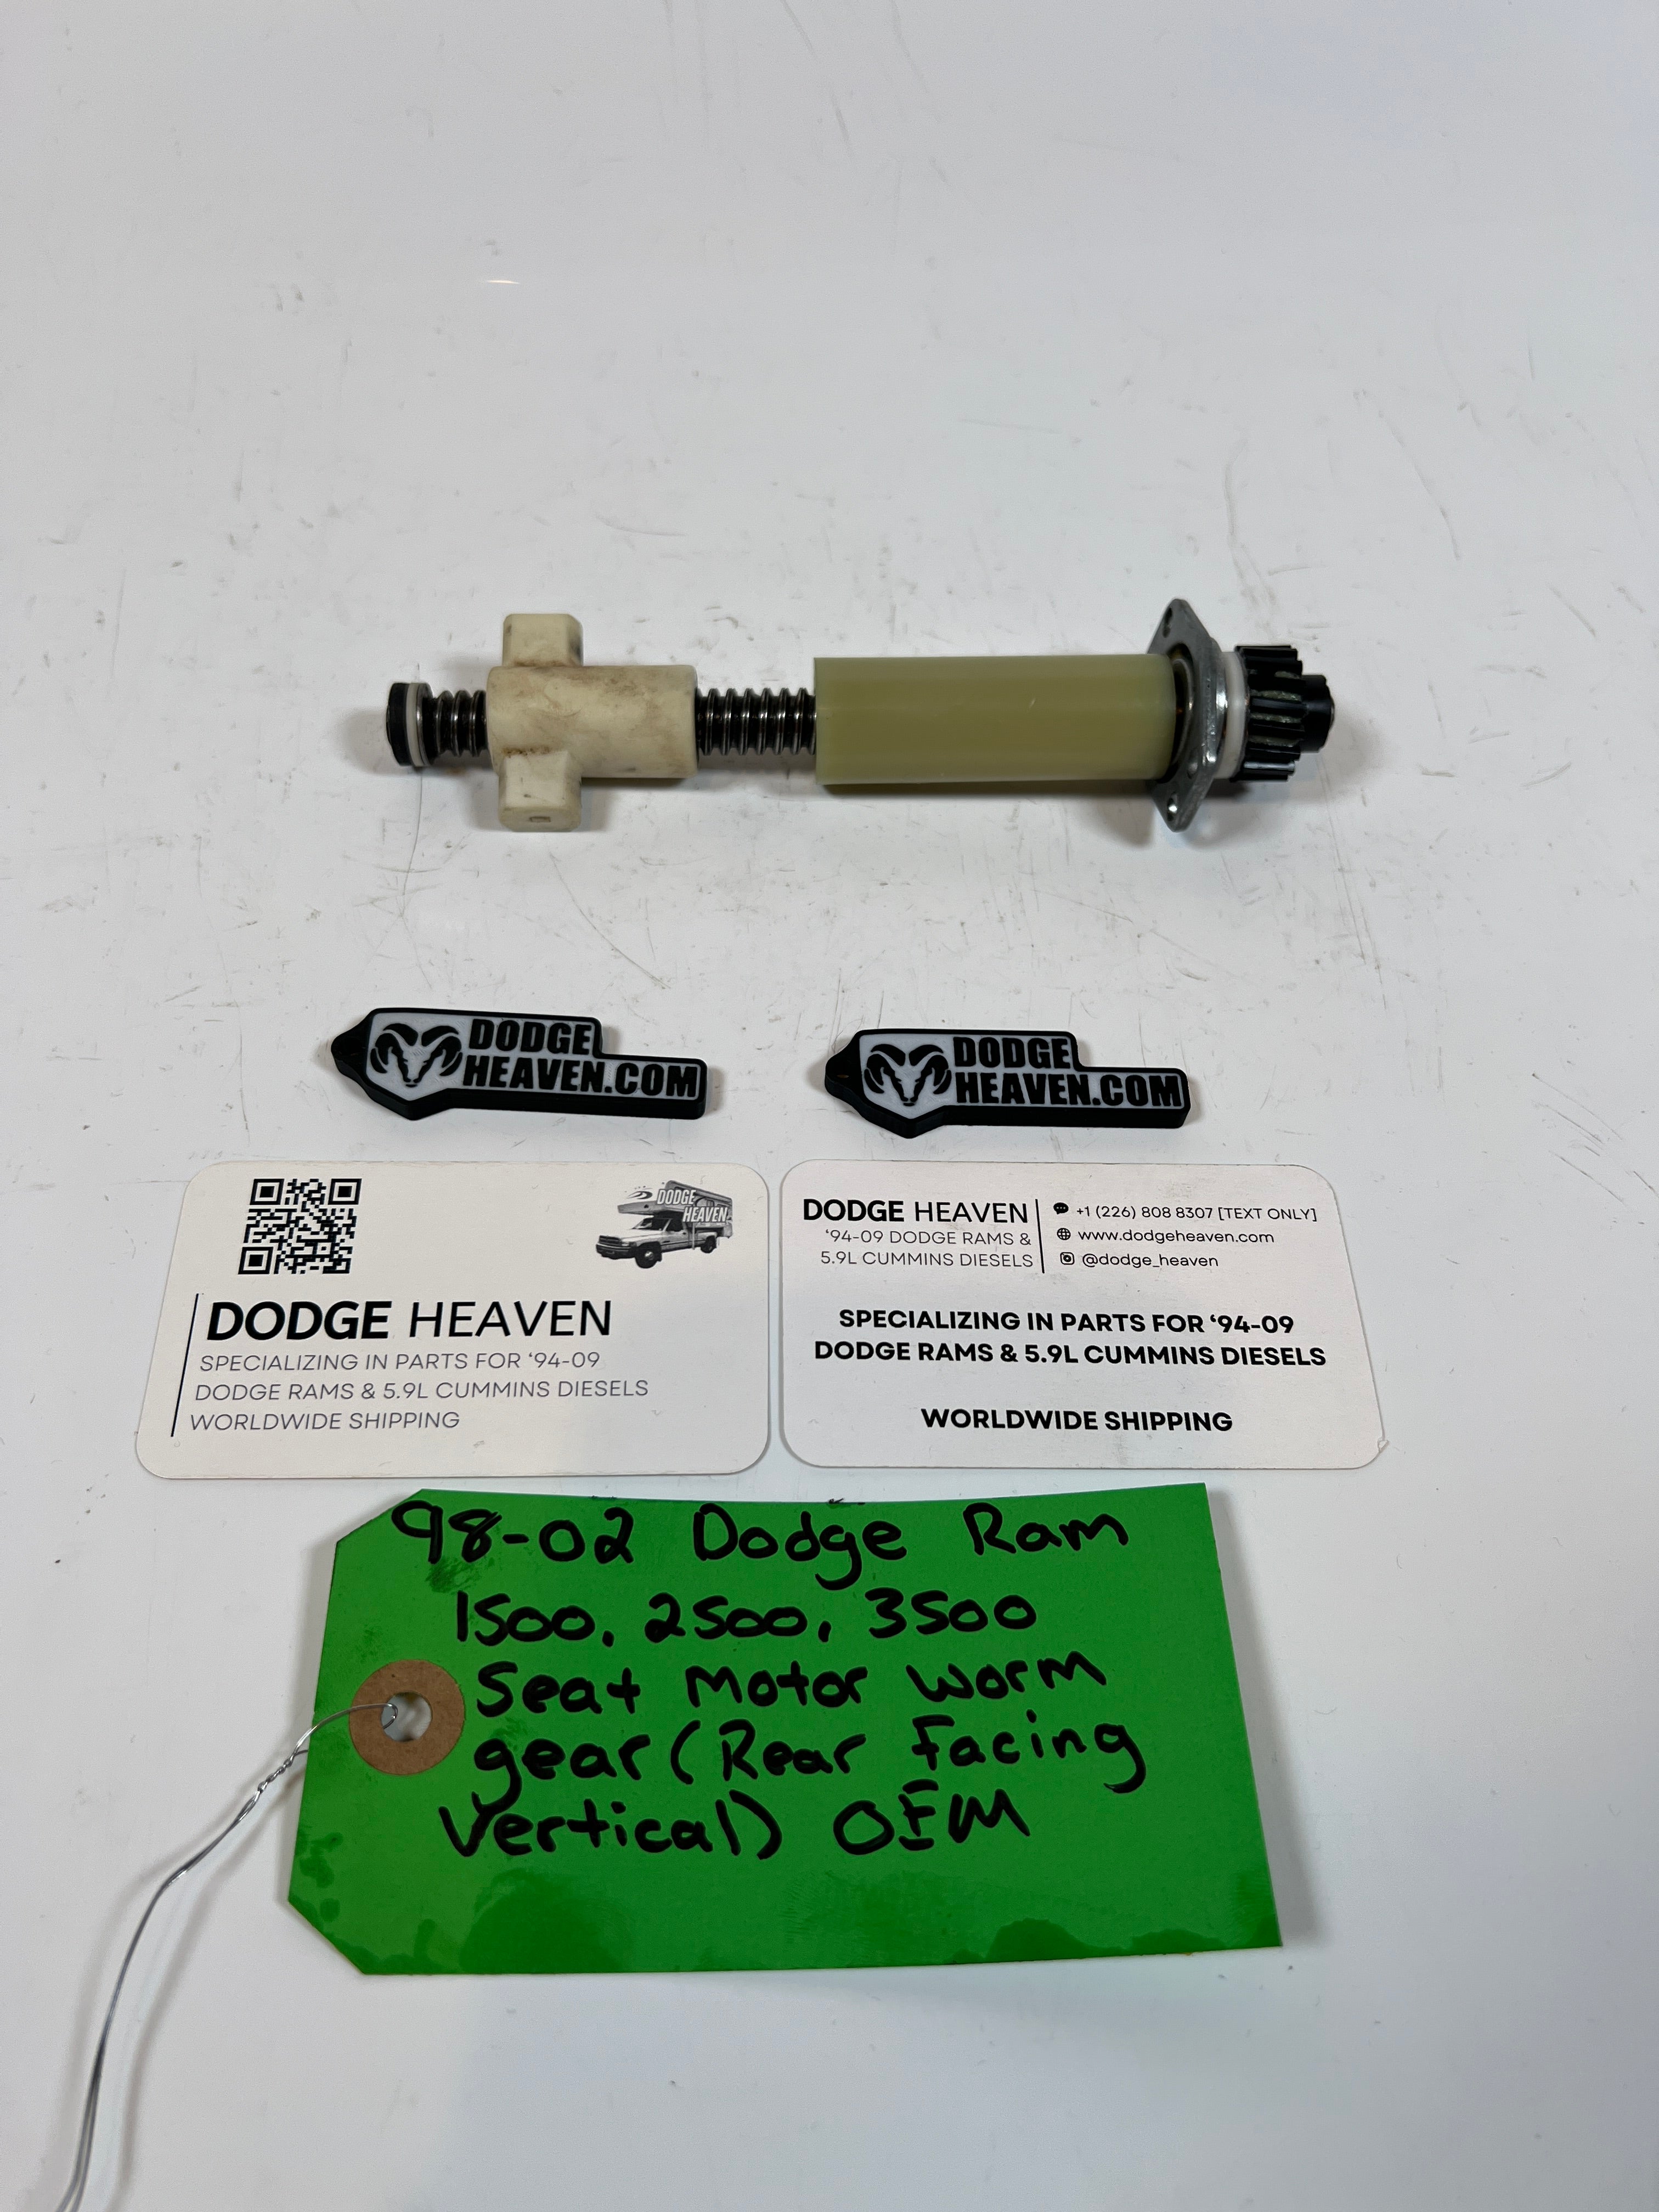 DODGE
HEAVEN.COM
DODGE
HEAVEN.COM
DODGE
HEAVEN
DODGE HEAVEN
SPECIALIZING IN PARTS FOR ‘94-09
DODGE RAMS & 5.9L CUMMINS DIESELS
WORLDWIDE SHIPPING
DODGE HEAVEN
‘94-09 DODGE RAMS &
5.9L CUMMINS DIESELS
+1 (226) 808 8307 [TEXT ONLY]
www.dodgeheaven.com
@dodge_heaven
SPECIALIZING IN PARTS FOR ‘94-09
DODGE RAMS & 5.9L CUMMINS DIESELS
WORLDWIDE SHIPPING
98-02 Dodge Ram
1500, 2500, 3500
Seat Motor worm
gear (Rear Facing
Vertical) OEM